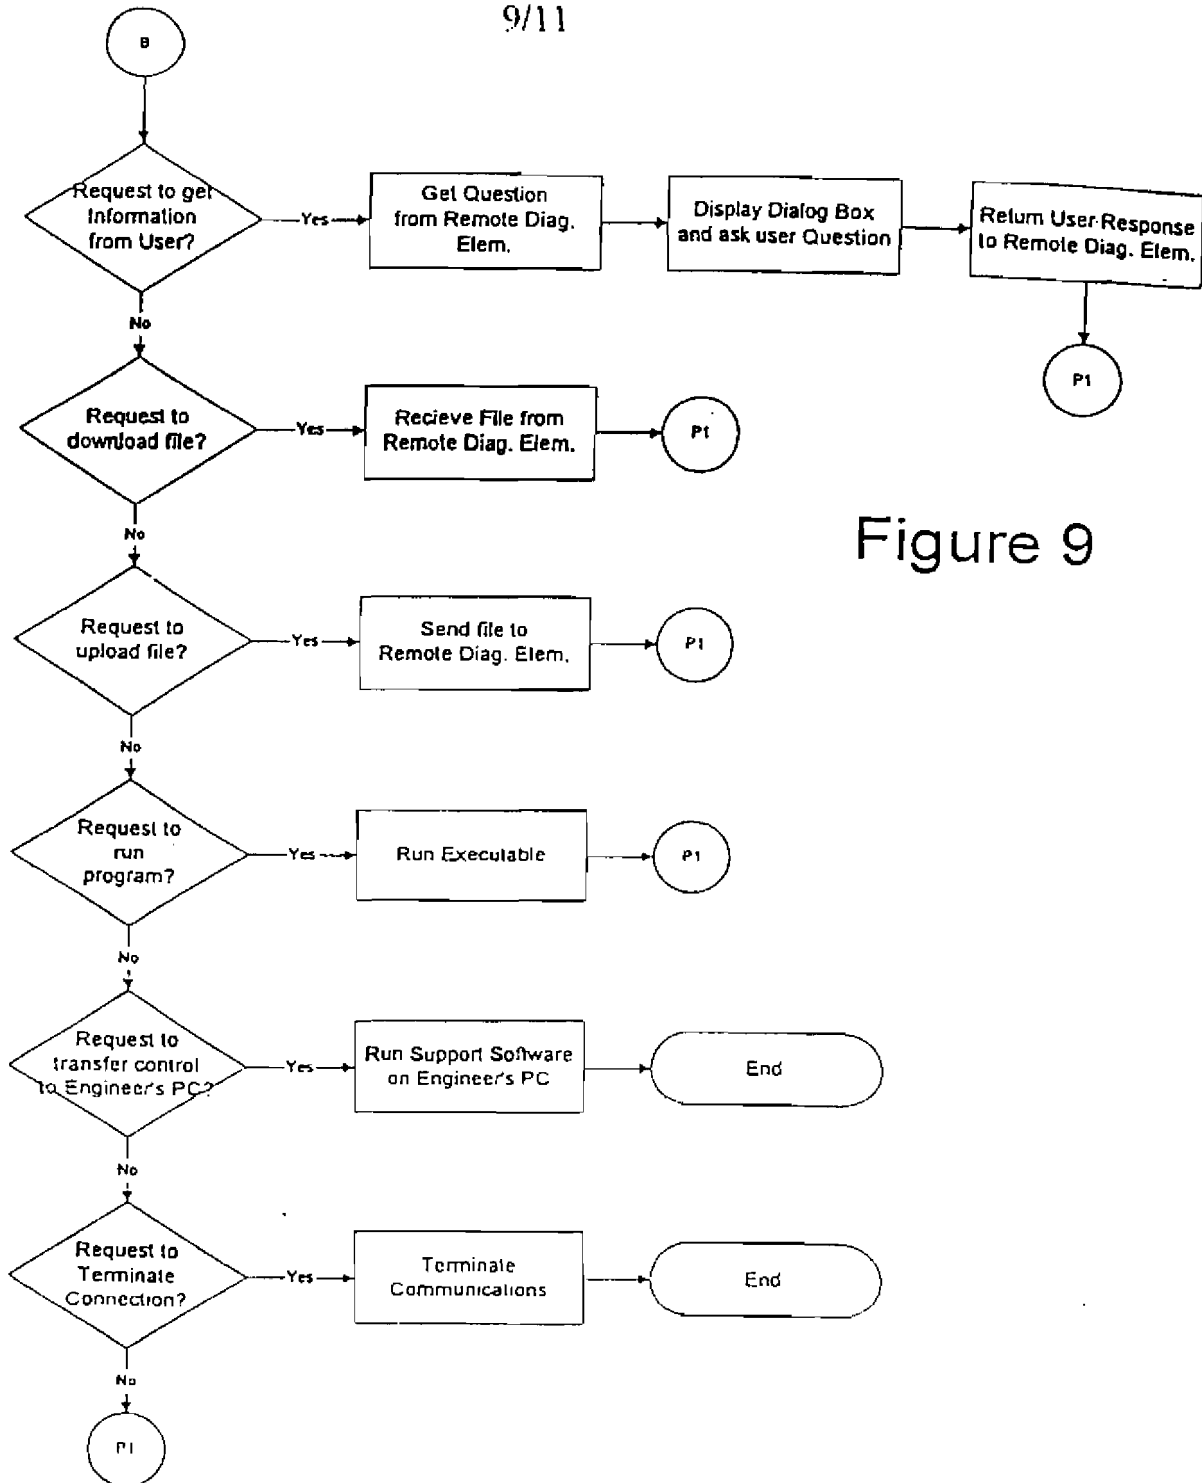 9/11
B
Request to get
Information
from User?
Yes
Get Question
from Remote Diag.
Elem.
Display Dialog Box
and ask user Question
Return User Response
to Remote Diag. Elem.
P1
No
Request to
download file?
Yes
Recieve File from
Remote Diag. Elem.
P1
No
Figure 9
Request to
upload file?
Yes
Send file to
Remote Diag. Elem.
P1
No
Request to
run
program?
Yes
Run Executable
P1
No
Request to
transfer control
to Engineer's PC?
Yes
Run Support Software
on Engineer's PC
End
No
Request to
Terminate
Connection?
Yes
Terminate
Communications
End
No
P1